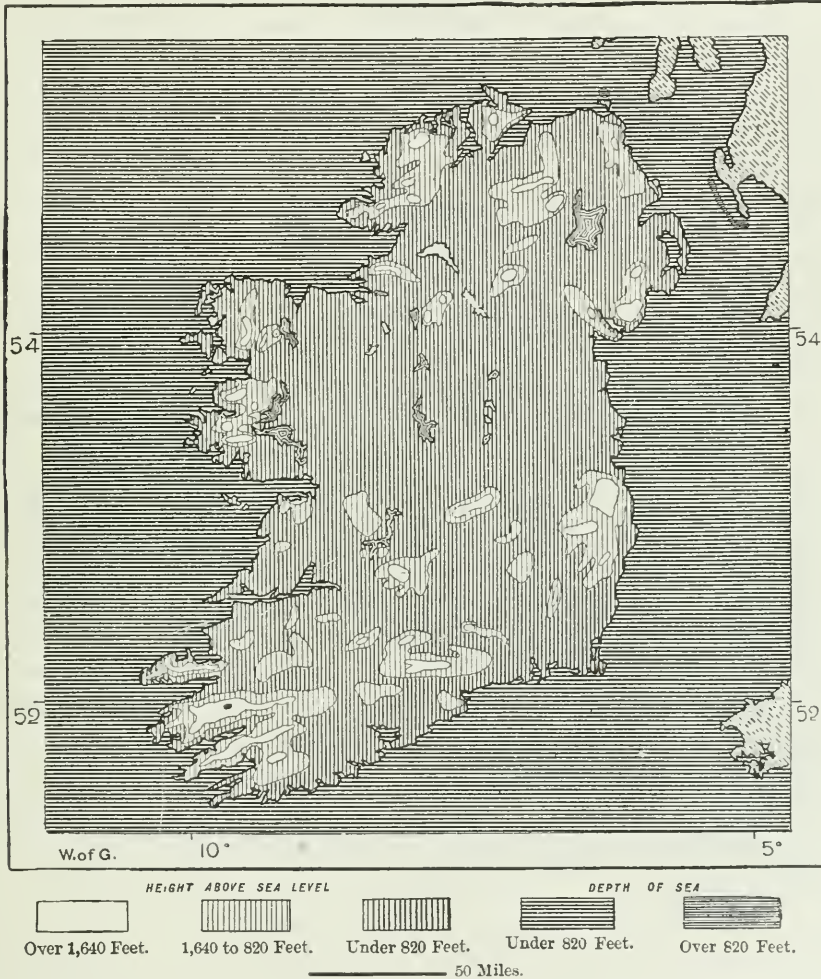 54 54
52 52
W.of G. 10° 5°
HEIGHT ABOVE SEA LEVEL DEPTH OF SEA
Over 1,640 Feet. 1,640 to 820 Feet. Under 820 Feet. Under 820 Feet. Over 820 Feet.
50 Miles.